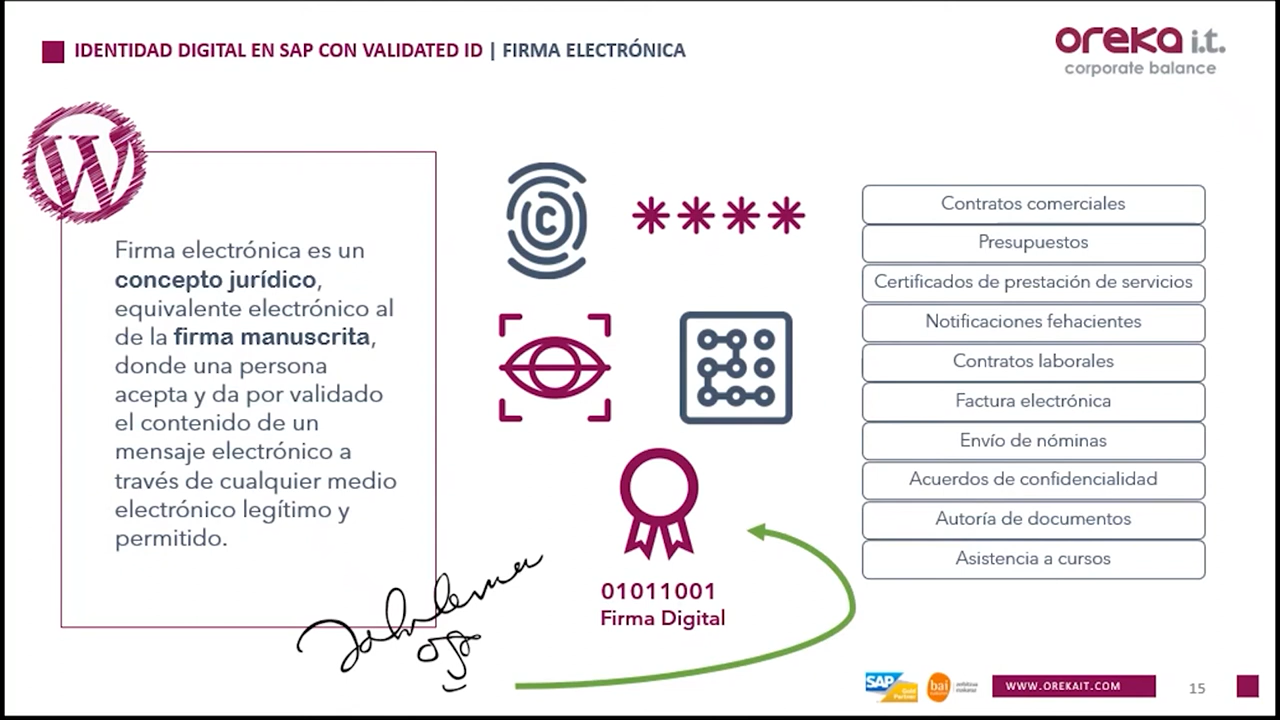 IDENTIDAD DIGITAL EN SAP CON VALIDATED ID | FIRMA ELECTRÓNICA
oreka i.t.
corporate balance
Firma electrónica es un
concepto jurídico,
equivalente electrónico al
de la firma manuscrita,
donde una persona
acepta y da por validado
el contenido de un
mensaje electrónico a
través de cualquier medio
electrónico legítimo y
permitido.
01011001
Firma Digital
Contratos comerciales
Presupuestos
Certificados de prestación de servicios
Notificaciones fehacientes
Contratos laborales
Factura electrónica
Envío de nóminas
Acuerdos de confidencialidad
Autoría de documentos
Asistencia a cursos
SAP
Gold
Partner
bai
WWW.OREKAIT.COM
15